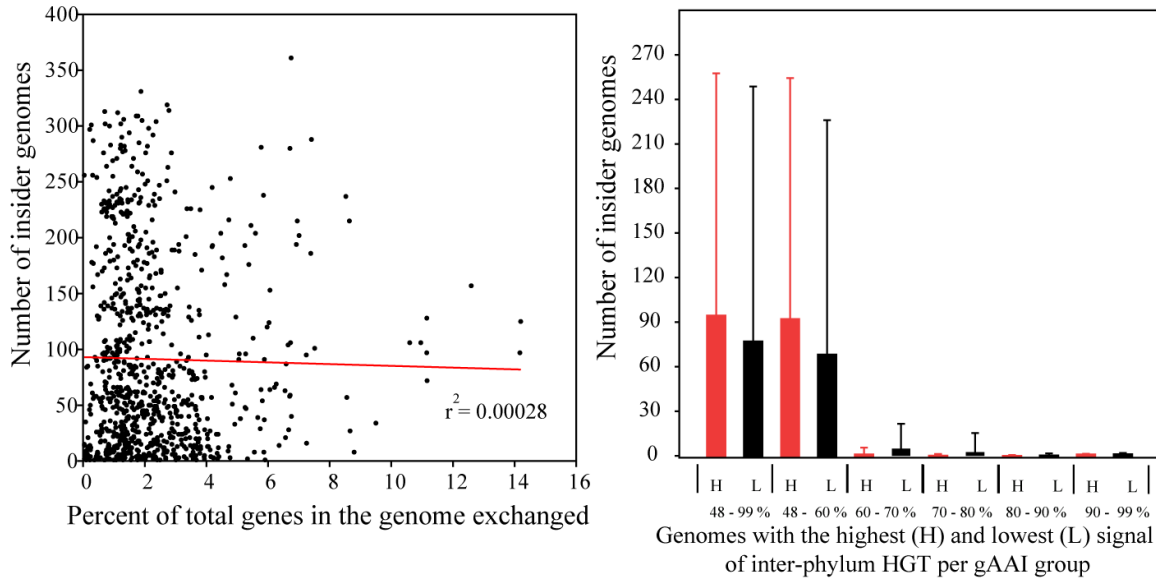 400
350
300
250
200
150
100
50
0
Number of insider genomes
r2 = 0.00028
0 2 4 6 8 10 12 14 16
Percent of total genes in the genome exchanged
270
240
210
180
150
120
90
60
30
0
Number of insider genomes
H L H L H L H L H L H L
48 - 99 % 48 - 60 % 60 - 70 % 70 - 80 % 80 - 90% 90 - 99%
Genomes with the highest (H) and lowest (L) signal
of inter-phylum HGT per gAAI group